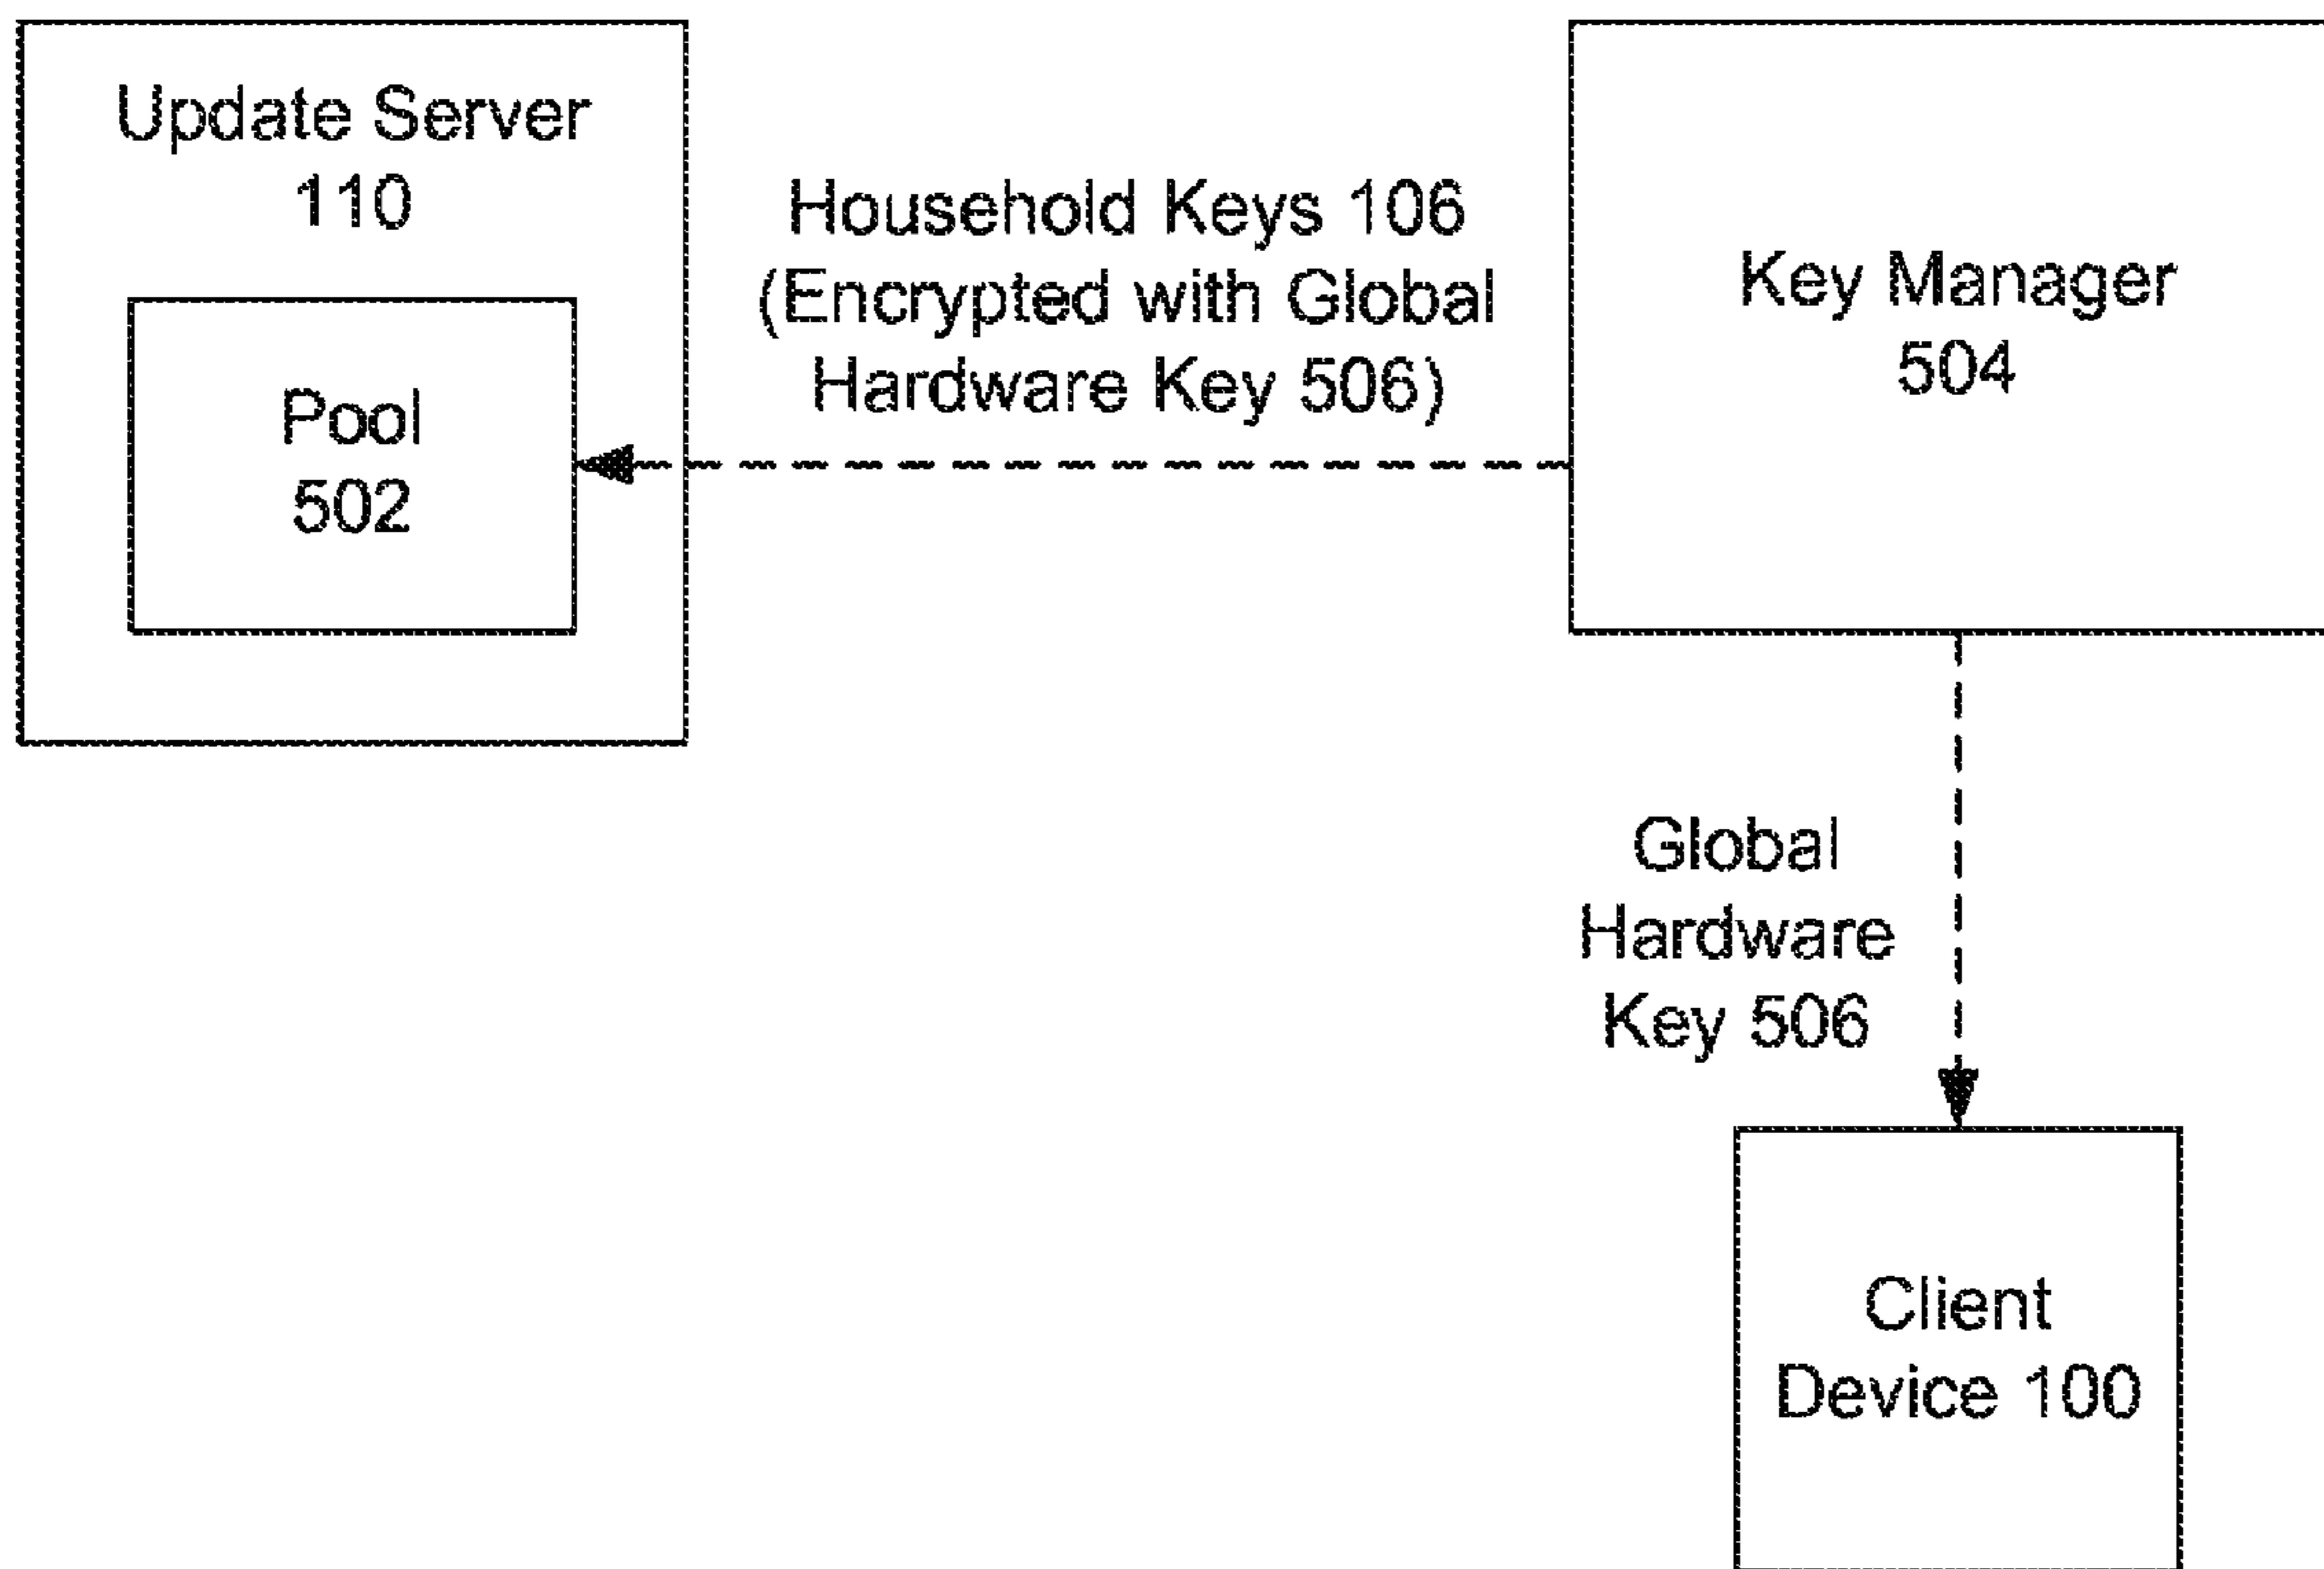 Update Server
110
Pool
502
Household Keys 106
(Encrypted with Global
Hardware Key 506)
Key Manager
504
Global
Hardware
Key 506
Client
Device 100